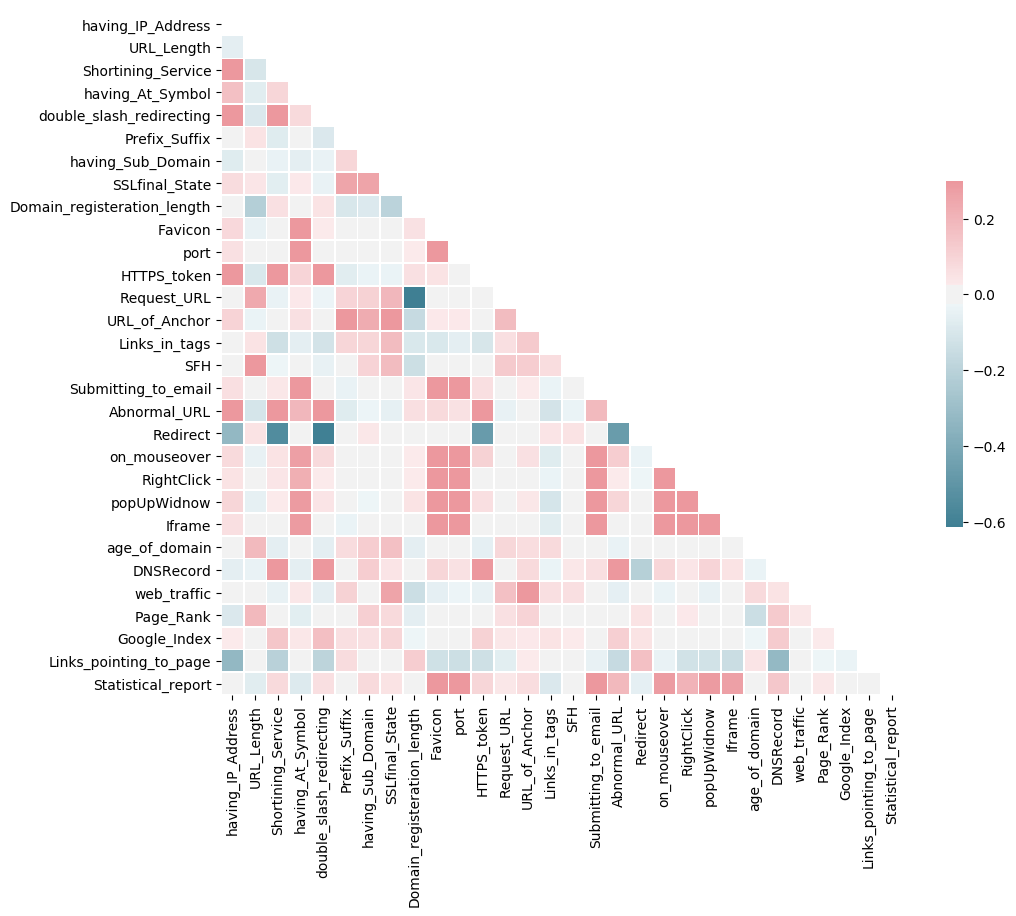 having_IP_Address
URL_Length
Shortining_Service
having_At_Symbol
double_slash_redirecting
Prefix_Suffix
having_Sub_Domain
SSLfinal_State
Domain_registeration_length
Favicon
port
HTTPS_token
Request_URL
URL_of_Anchor
Links_in_tags
SFH
Submitting_to_email
Abnormal_URL
Redirect
on_mouseover
RightClick
popUpWidnow
Iframe
age_of_domain
DNSRecord
web_traffic
Page_Rank
Google_Index
Links_pointing_to_page
Statistical_report
having_IP_Address
URL_Length
Shortining_Service
having_At_Symbol
double_slash_redirecting
Prefix_Suffix
having_Sub_Domain
SSLfinal_State
Domain_registeration_length
Favicon
port
HTTPS_token
Request_URL
URL_of_Anchor
Links_in_tags
SFH
Submitting_to_email
Abnormal_URL
Redirect
on_mouseover
RightClick
popUpWidnow
Iframe
age_of_domain
DNSRecord
web_traffic
Page_Rank
Google_Index
Links_pointing_to_page
Statistical_report
0.2
0.0
−0.2
−0.4
−0.6